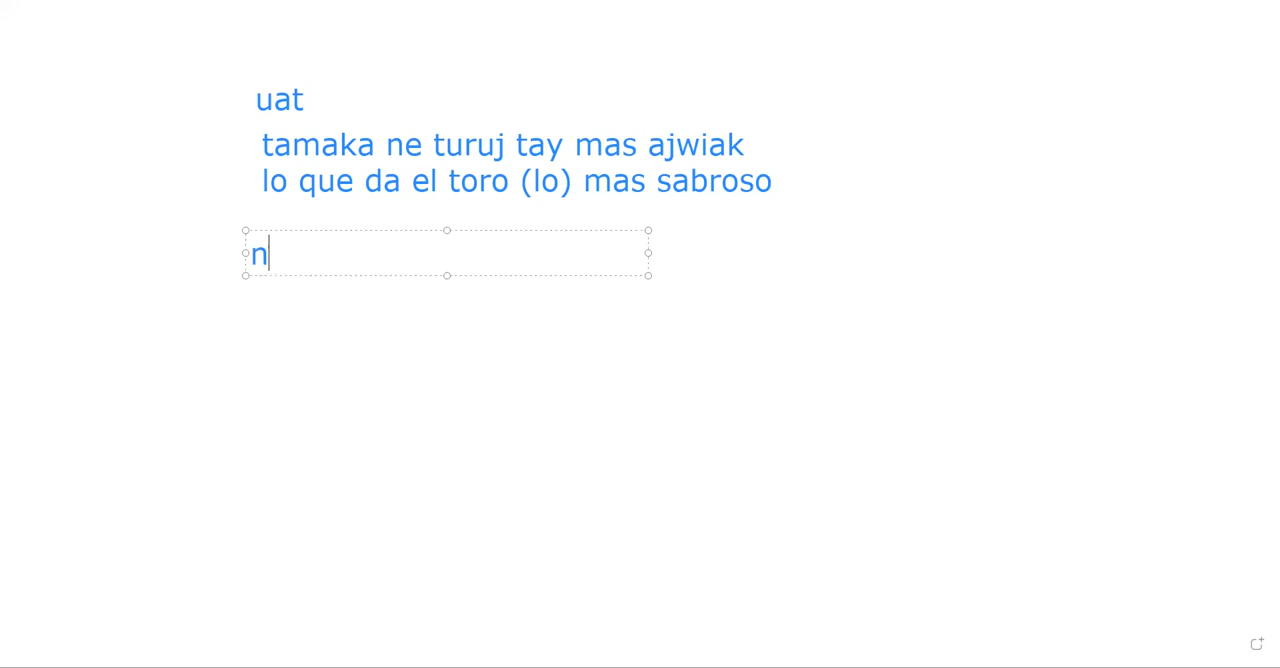 uat
tamaka ne turuj tay mas ajwiak
lo que da el toro (lo) mas sabroso
n